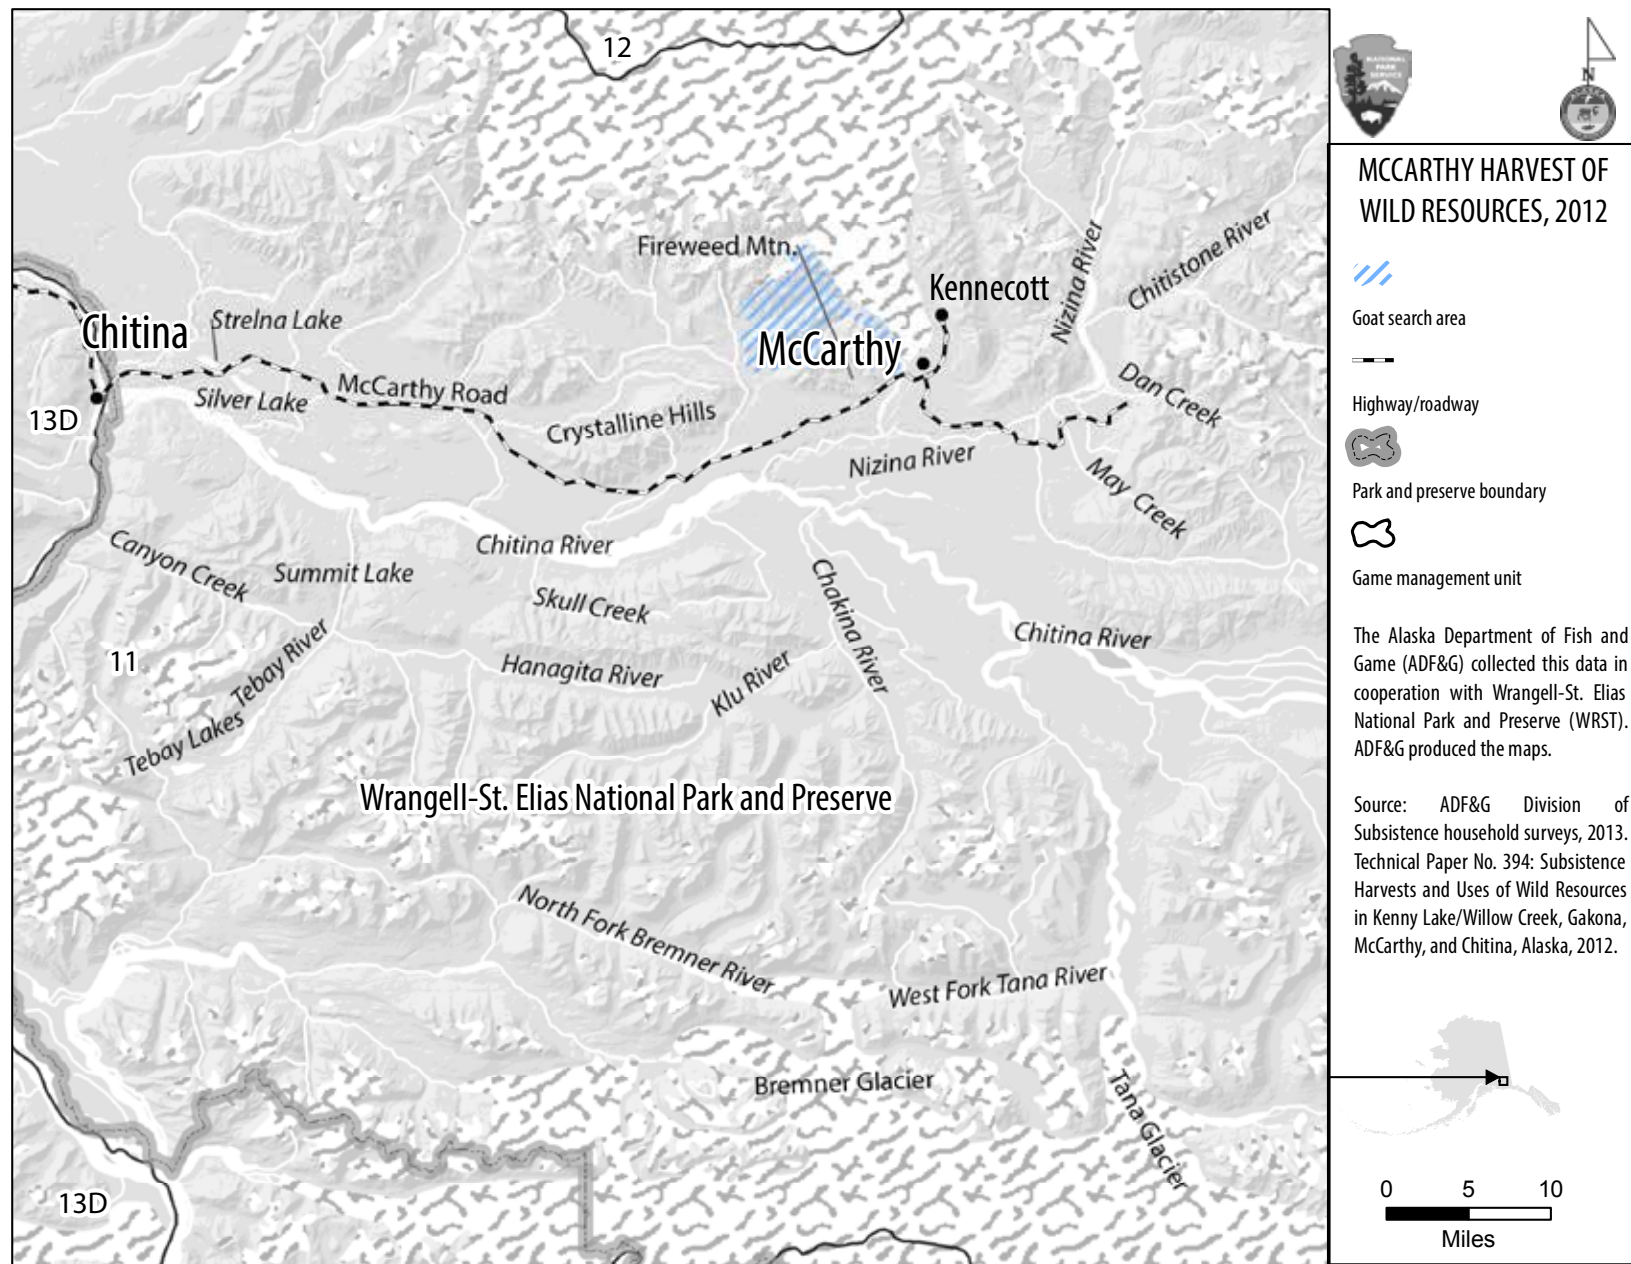 12
Fireweed Mtn.
Kennecott
Nizina River
Chitistone River
Chitina
Strelna Lake
McCarthy
Silver Lake
McCarthy Road
Dan Creek
13D
Crystalline Hills
Nizina River
May Creek
Canyon Creek
Summit Lake
Chitina River
Skull Creek
Chakina River
Chitina River
11
Tebay River
Hanagita River
Klu River
Tebay Lakes
Wrangell-St. Elias National Park and Preserve
North Fork Bremner River
West Fork Tana River
Bremner Glacier
Tana Glacier
13D
NATIONAL
PARK
SERVICE
N
MCCARTHY HARVEST OF
WILD RESOURCES, 2012
Goat search area
Highway/roadway
Park and preserve boundary
Game management unit
The Alaska Department of Fish and
Game (ADF&G) collected this data in
cooperation with Wrangell-St. Elias
National Park and Preserve (WRST).
ADF&G produced the maps.
Source: ADF&G Division of
Subsistence household surveys, 2013.
Technical Paper No. 394: Subsistence
Harvests and Uses of Wild Resources
in Kenny Lake/Willow Creek, Gakona,
McCarthy, and Chitina, Alaska, 2012.
0 5 10
Miles